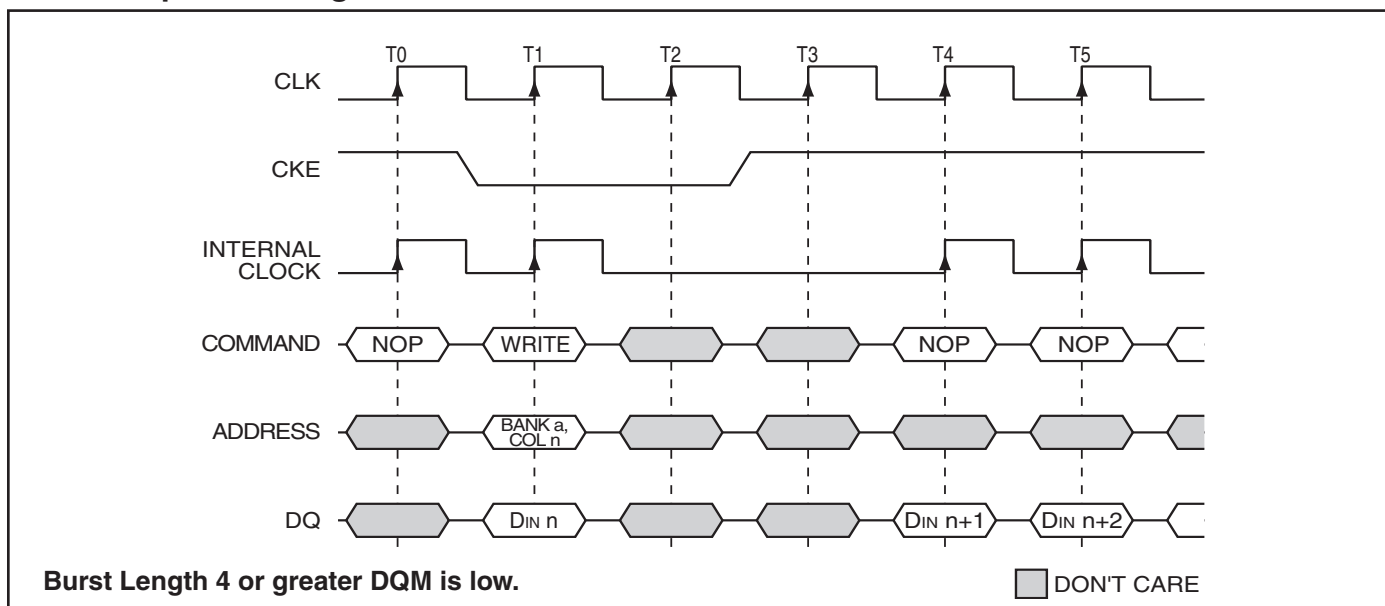 T0 T1 T2 T3 T4 T5
CLK
CKE
INTERNAL
CLOCK
COMMAND NOP WRITE NOP NOP
ADDRESS BANK a,
COL n
DQ DIN n DIN n+1 DIN n+2
Burst Length 4 or greater DQM is low. DON'T CARE